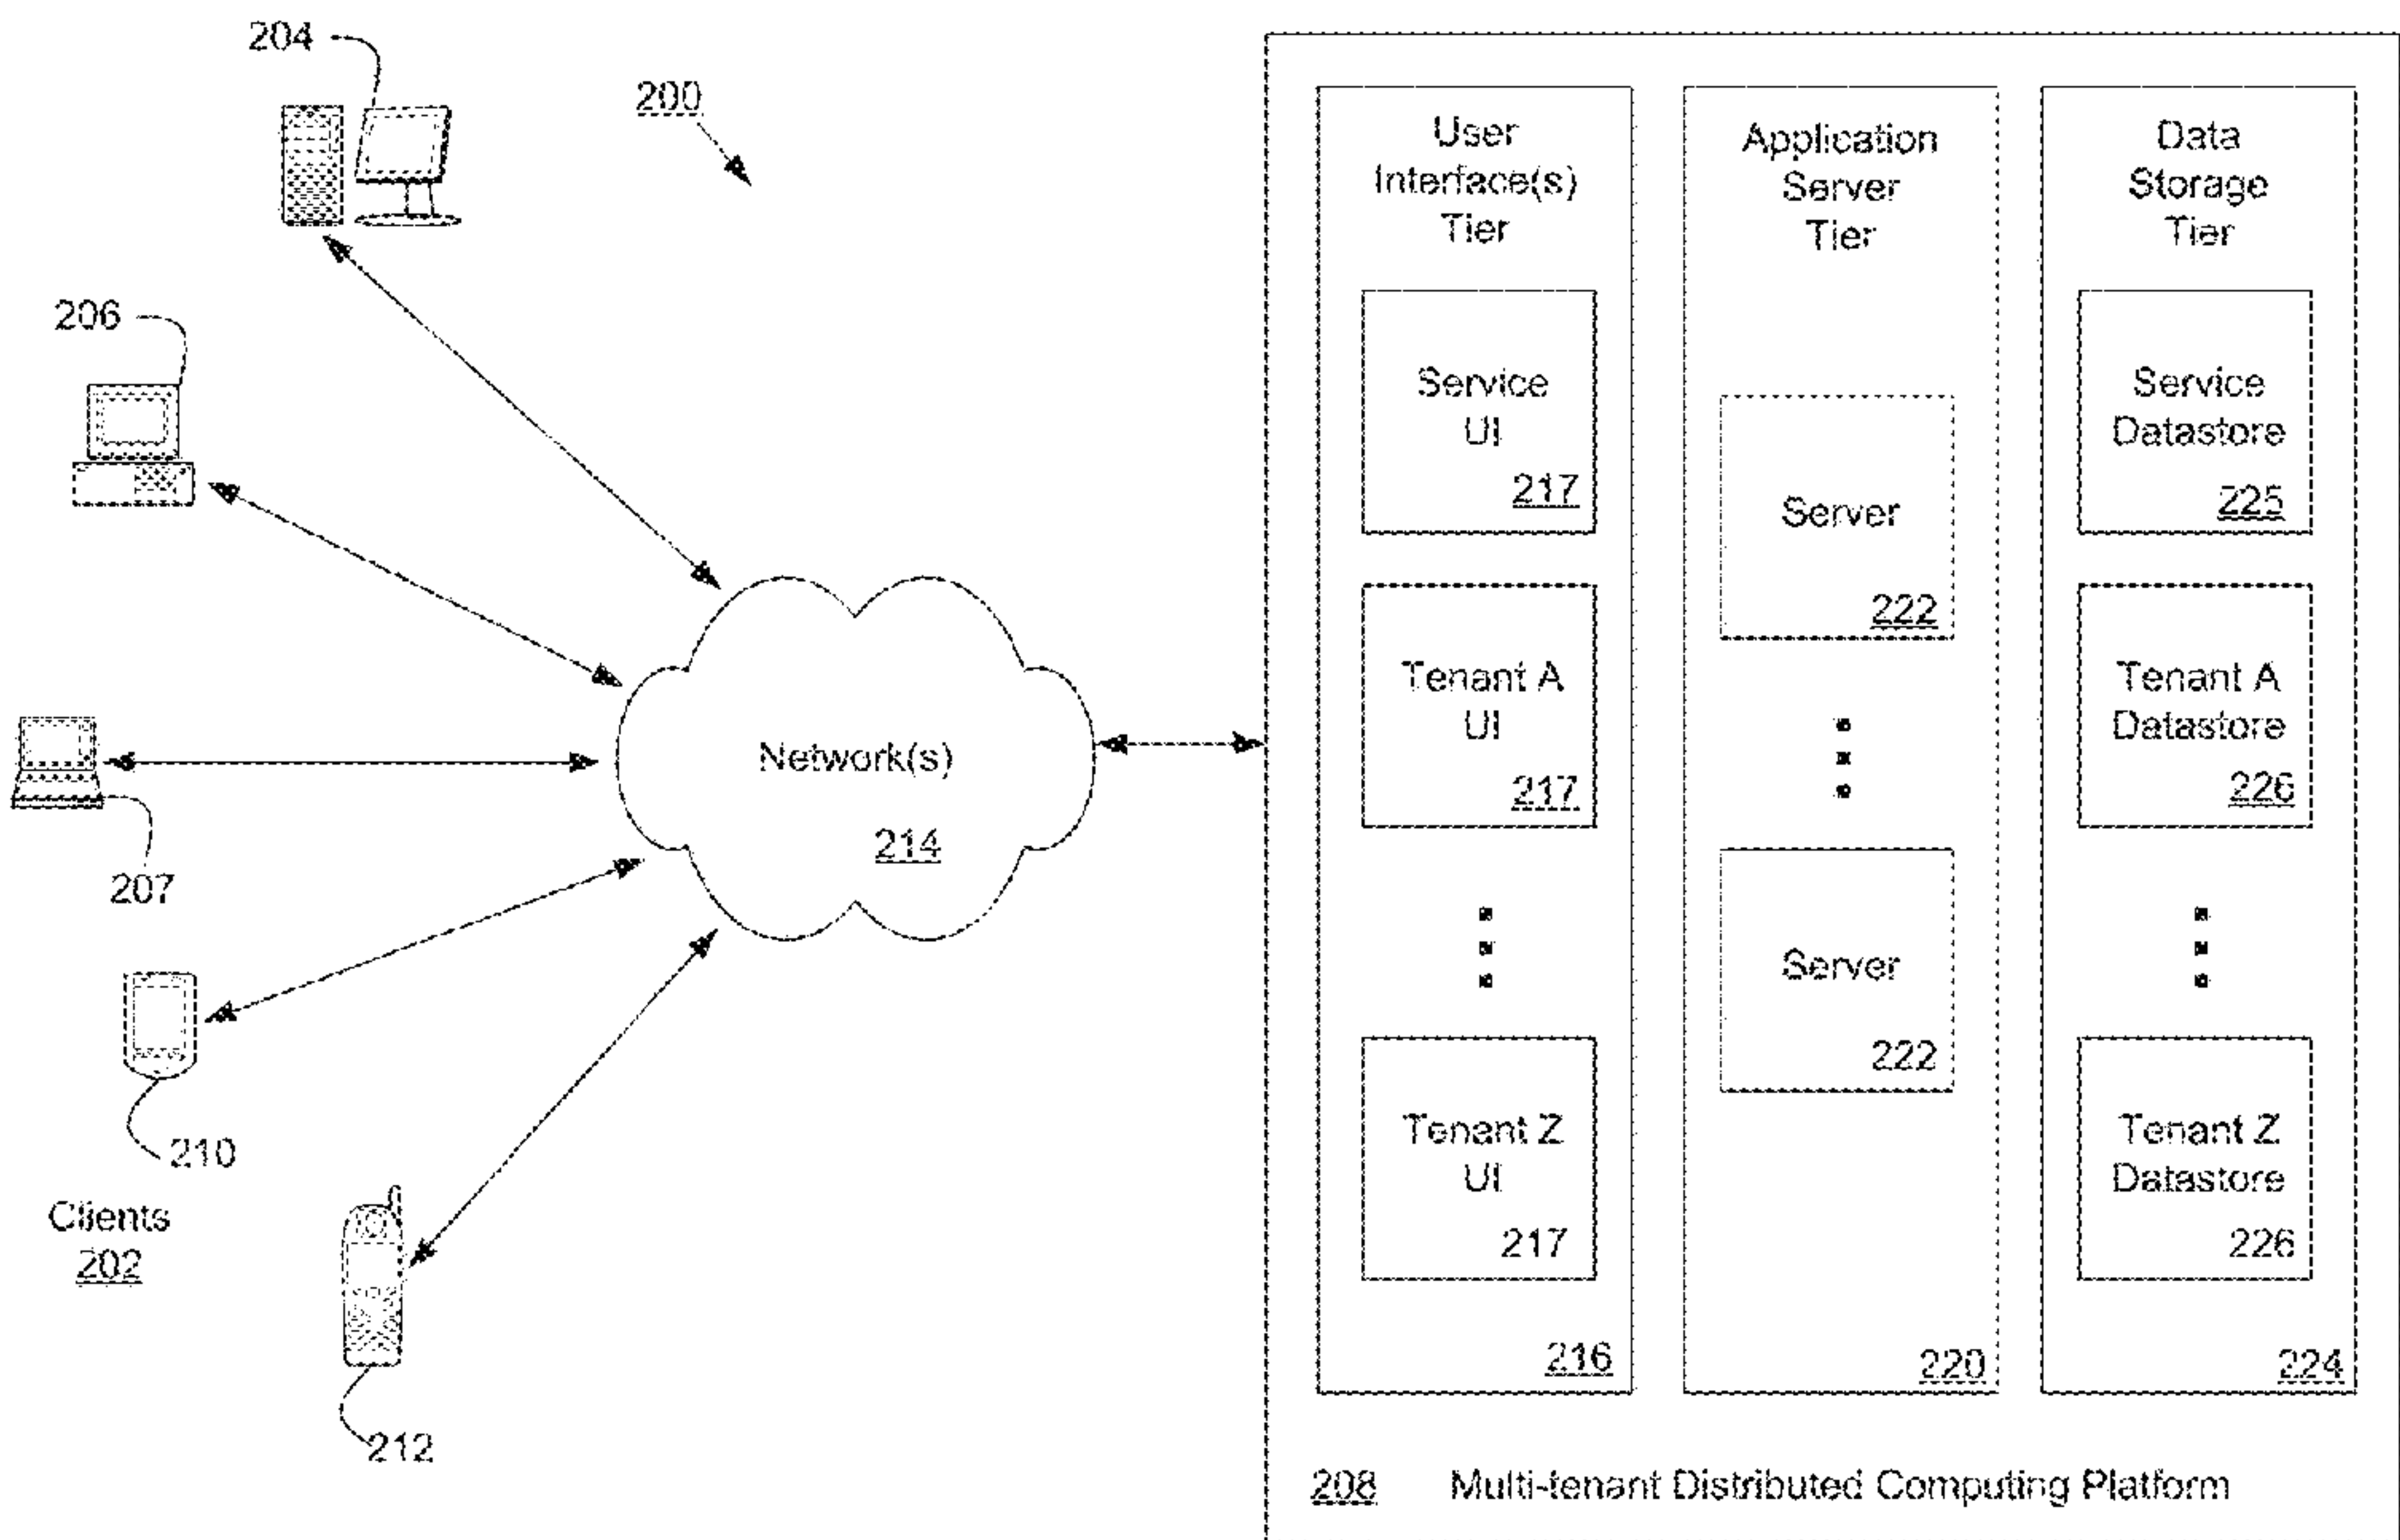 204
200
206
207
210
Clients
202
212
Network(s)
214
User
Interface(s)
Tier
Service
UI
217
Tenant A
UI
217
Tenant Z
UI
217
216
Application
Server
Tier
Server
222
Server
222
220
Data
Storage
Tier
Service
Datastore
225
Tenant A
Datastore
226
Tenant Z
Datastore
226
224
208 Multi-tenant Distributed Computing Platform